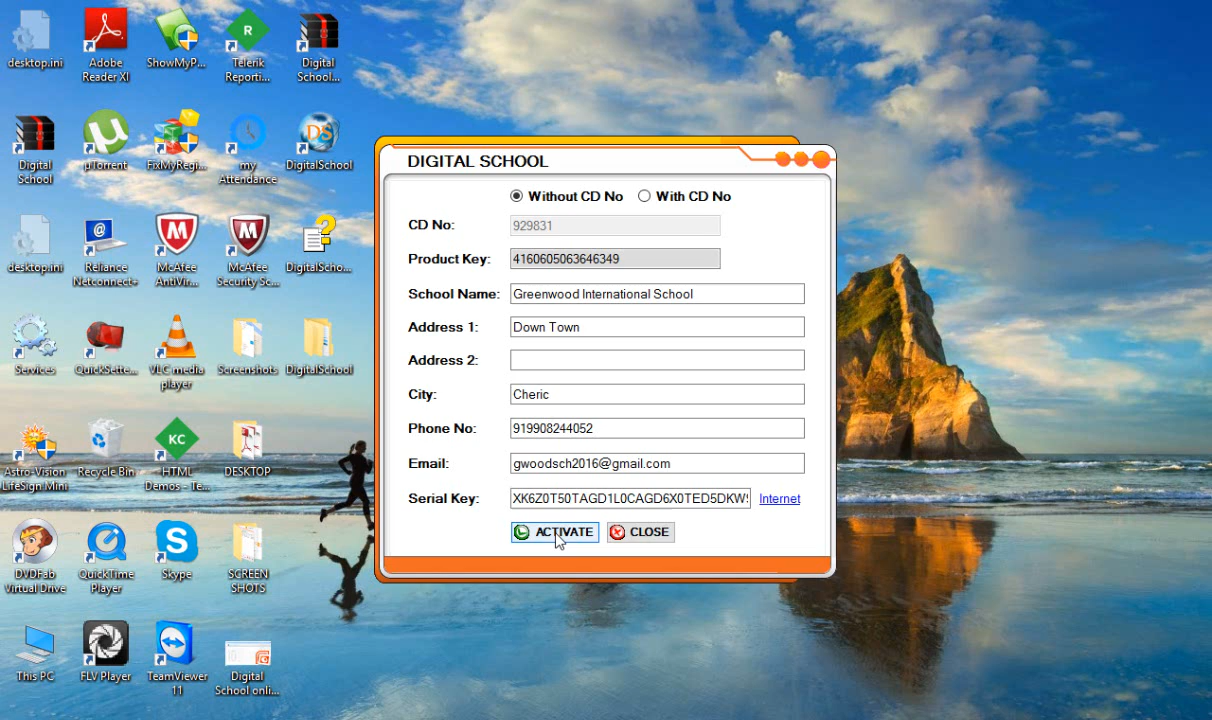 desktop.ini
Adobe Reader XI
ShowMyP...
R
Telerik Reporti...
Digital School...
Digital School
µTorrent
FixMyRegi...
my Attendance
DS
DigitalSchool
desktop.ini
@
Reliance Netconnect+
McAfee AntiVir...
McAfee Security Sc...
DigitalScho...
Services
QuickSette...
VLC media player
Screenshots
DigitalSchool
Astro-Vision LifeSign Mini
Recycle Bin
KC
HTML Demos - Te...
DESKTOP
DVDFab Virtual Drive
QuickTime Player
Skype
SCREEN SHOTS
This PC
FLV Player
TeamViewer 11
Digital School onli...
DIGITAL SCHOOL
Without CD No With CD No
CD No: 929831
Product Key: 4160605063646349
School Name: Greenwood International School
Address 1: Down Town
Address 2:
City: Cheric
Phone No: 919908244052
Email: gwoodsch2016@gmail.com
Serial Key: XK6Z0T50TAGD1L0CAGD6X0TED5DKW Internet
ACTIVATE CLOSE